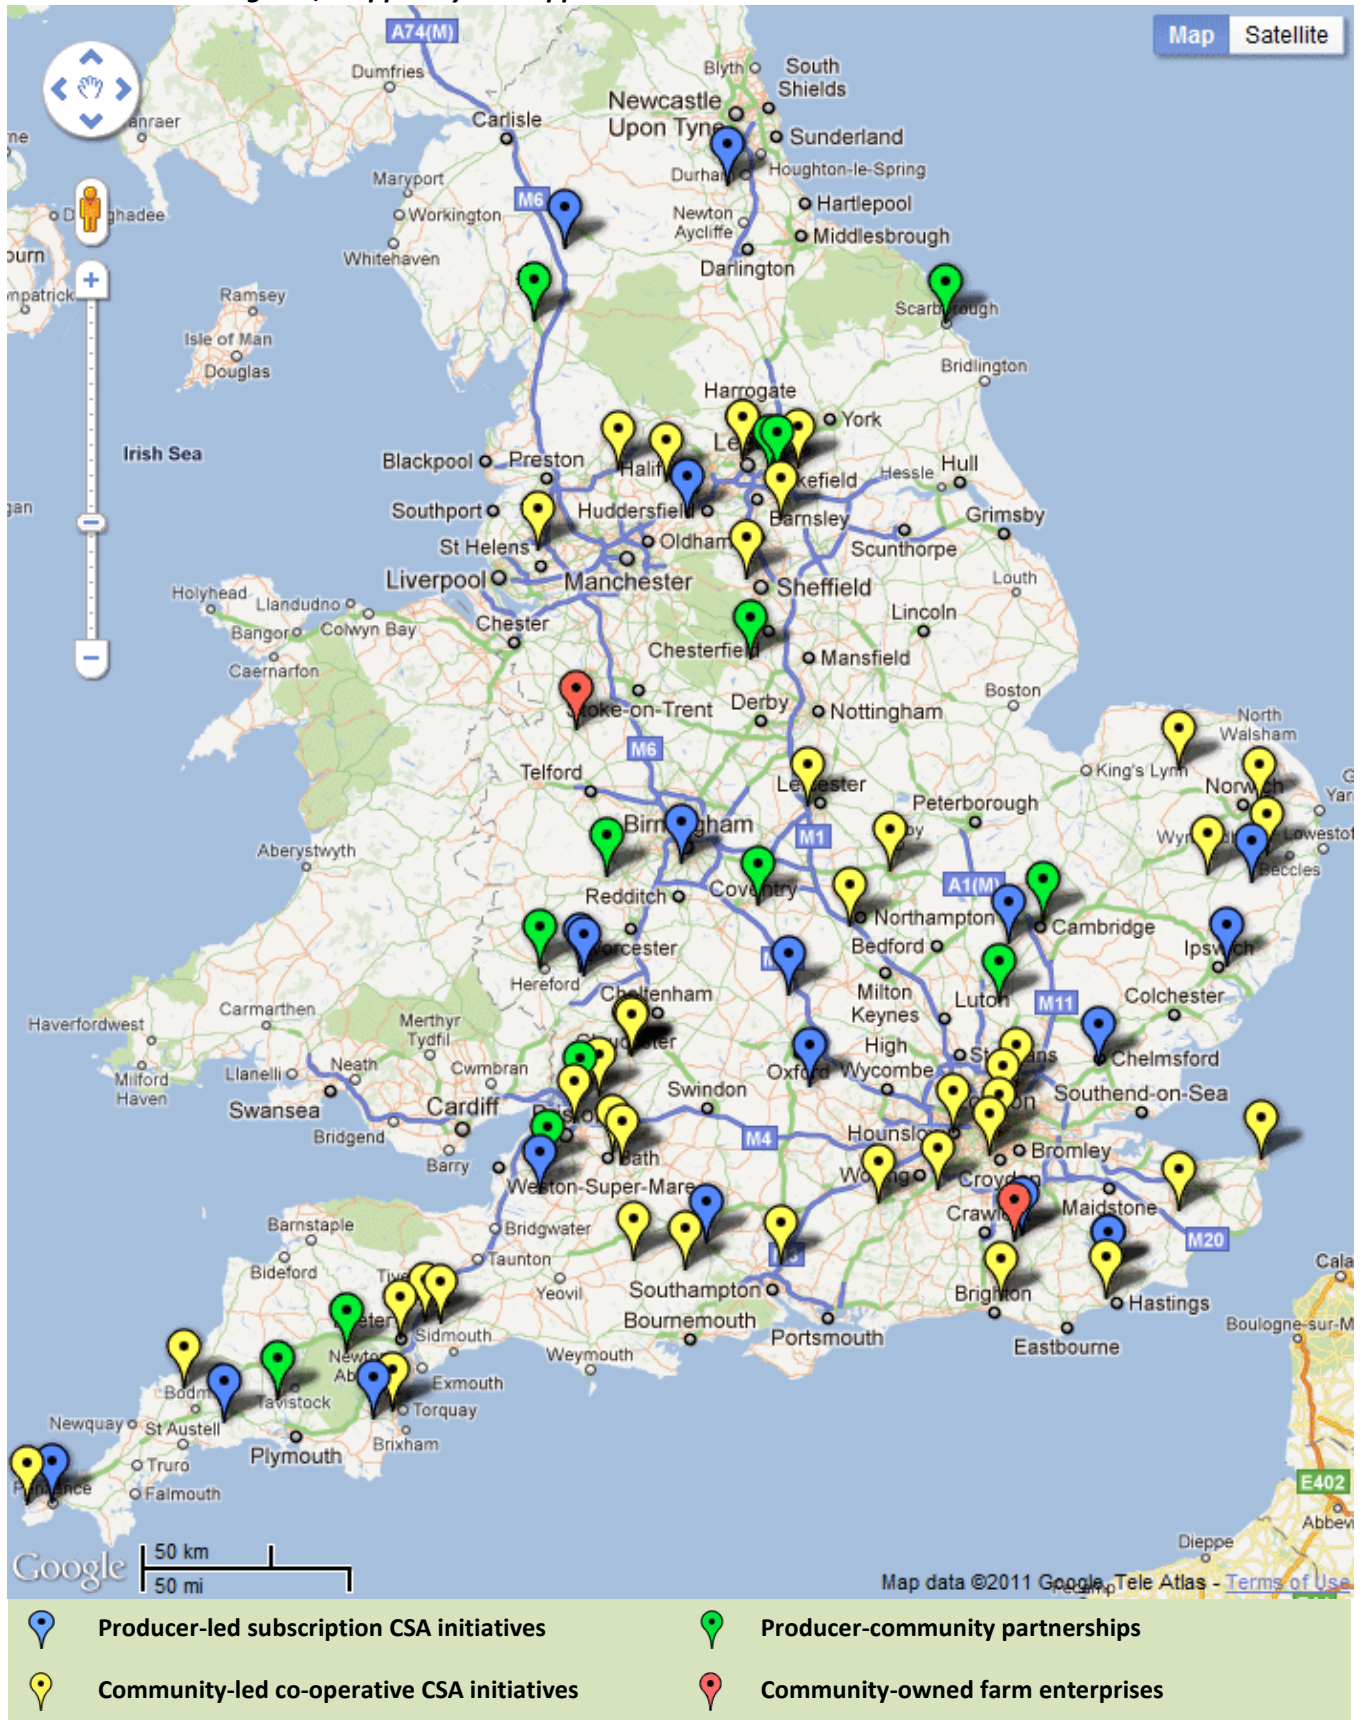 A74(M)
Map
Satellite
Dumfries
Blyth
South
Shields
Newcastle
Upon Tyne
Carlisle
Sunderland
Houghton-le-Spring
Maryport
M6
Workington
Newton
Aycliffe
Hartlepool
Middlesbrough
Whitehaven
Darlington
Ramsey
Isle of Man
Douglas
Bridlington
Harrogate
York
Irish Sea
Blackpool
Preston
Hessle
Hull
Southport
Huddersfield
Barnsley
Grimsby
St Helens
Oldham
Scunthorpe
Liverpool
Manchester
Sheffield
Louth
Holyhead
Llandudno
Lincoln
Bangor
Colwyn Bay
Chester
Caernarfon
Chesterfield
Mansfield
Boston
Derby
Nottingham
North
Walsham
M6
Telford
King's Lynn
Peterborough
M1
Aberystwyth
Beccles
Redditch
A1(M)
Northampton
Cambridge
Bedford
Hereford
Milton
Keynes
Luton
M11
Colchester
Carmarthen
Haverfordwest
Merthyr
Tydfil
Milford
Haven
Llanelli
Neath
Cwmbran
High
Wycombe
Oxford
Chelmsford
Swansea
Cardiff
Swindon
Southend-on-Sea
Bridgend
M4
Barry
Bromley
Weston-Super-Mare
Maidstone
M20
Barnstaple
Bridgwater
Bideford
Taunton
Yeovil
Southampton
Brighton
Hastings
Bournemouth
Portsmouth
Eastbourne
Boulogne-sur-M
Sidmouth
Weymouth
Exmouth
Tavistock
Torquay
Newquay
St Austell
Brixham
Plymouth
Truro
Falmouth
E402
Dieppe
Google
50 km
50 mi
Map data ©2011 Google, Tele Atlas - Terms of Use
Producer-led subscription CSA initiatives
Producer-community partnerships
Community-led co-operative CSA initiatives
Community-owned farm enterprises